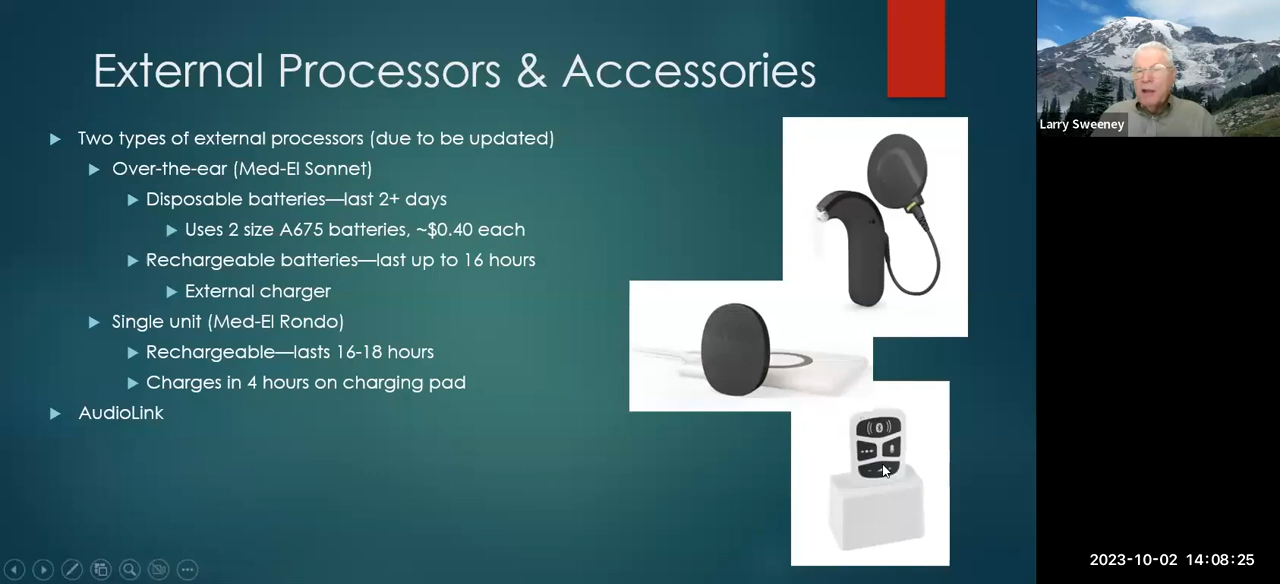 External Processors & Accessories
Two types of external processors (due to be updated)
Over-the-ear (Med-El Sonnet)
Disposable batteries—last 2+ days
Uses 2 size A675 batteries, ~$0.40 each
Rechargeable batteries—last up to 16 hours
External charger
Single unit (Med-El Rondo)
Rechargeable—lasts 16-18 hours
Charges in 4 hours on charging pad
AudioLink
Larry Sweeney
2023-10-02 14:08:25